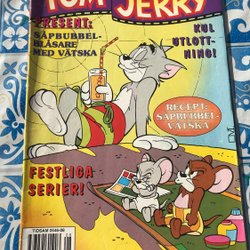 TOM JERRY
PRESENT:
SÅPBUBBEL-
BLÅSARE
MED VÄTSKA
KUL
UTLOTT-
NING!
RECEPT:
SÅPBUBBEL-
VÄTSKA
FESTLIGA
SERIER!